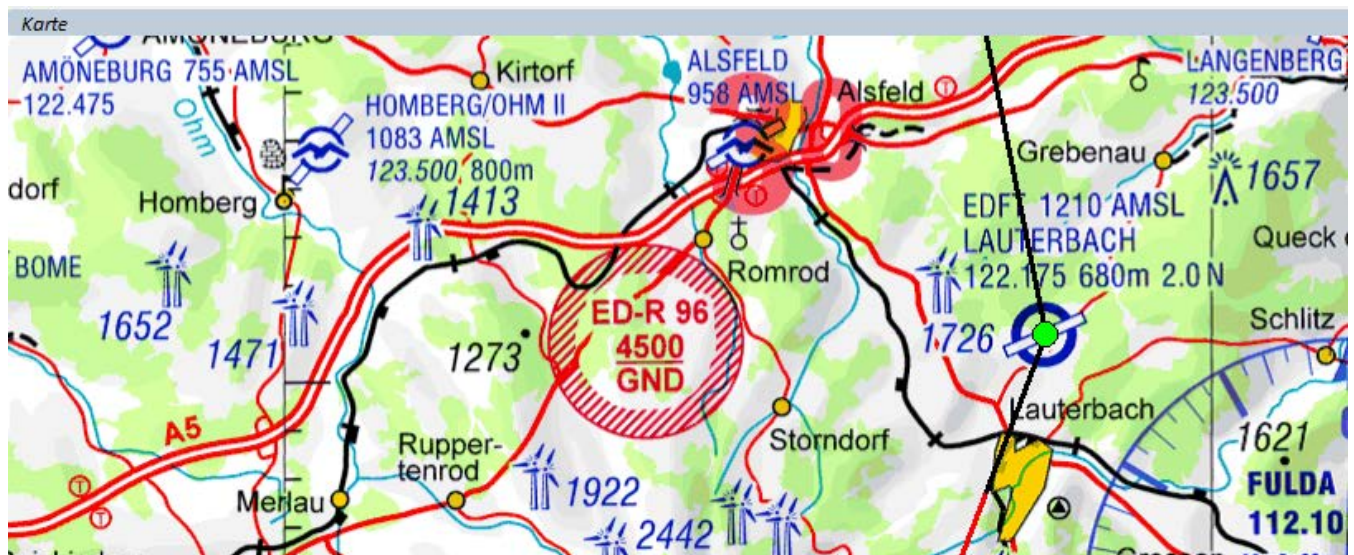 Karte
AMÖNEBURG
AMÖNEBURG 755 AMSL
122.475
Ohm
HOMBERG/OHM II
1083 AMSL
123.500 800m
Kirtorf
ALSFELD
958 AMSL
Alsfeld
T
LANGENBERG
123.500
dorf
Homberg
1413
T
Grebenau
1657
EDFT 1210 AMSL
LAUTERBACH
122.175 680m 2.0 N
Queck
BOME
Romrod
1652
1471
1273
ED-R 96
4500
GND
1726
Schlitz
A5
Rupper-
tenrod
Storndorf
Lauterbach
1621
T
T
Merlau
1922
2442
FULDA
112.10